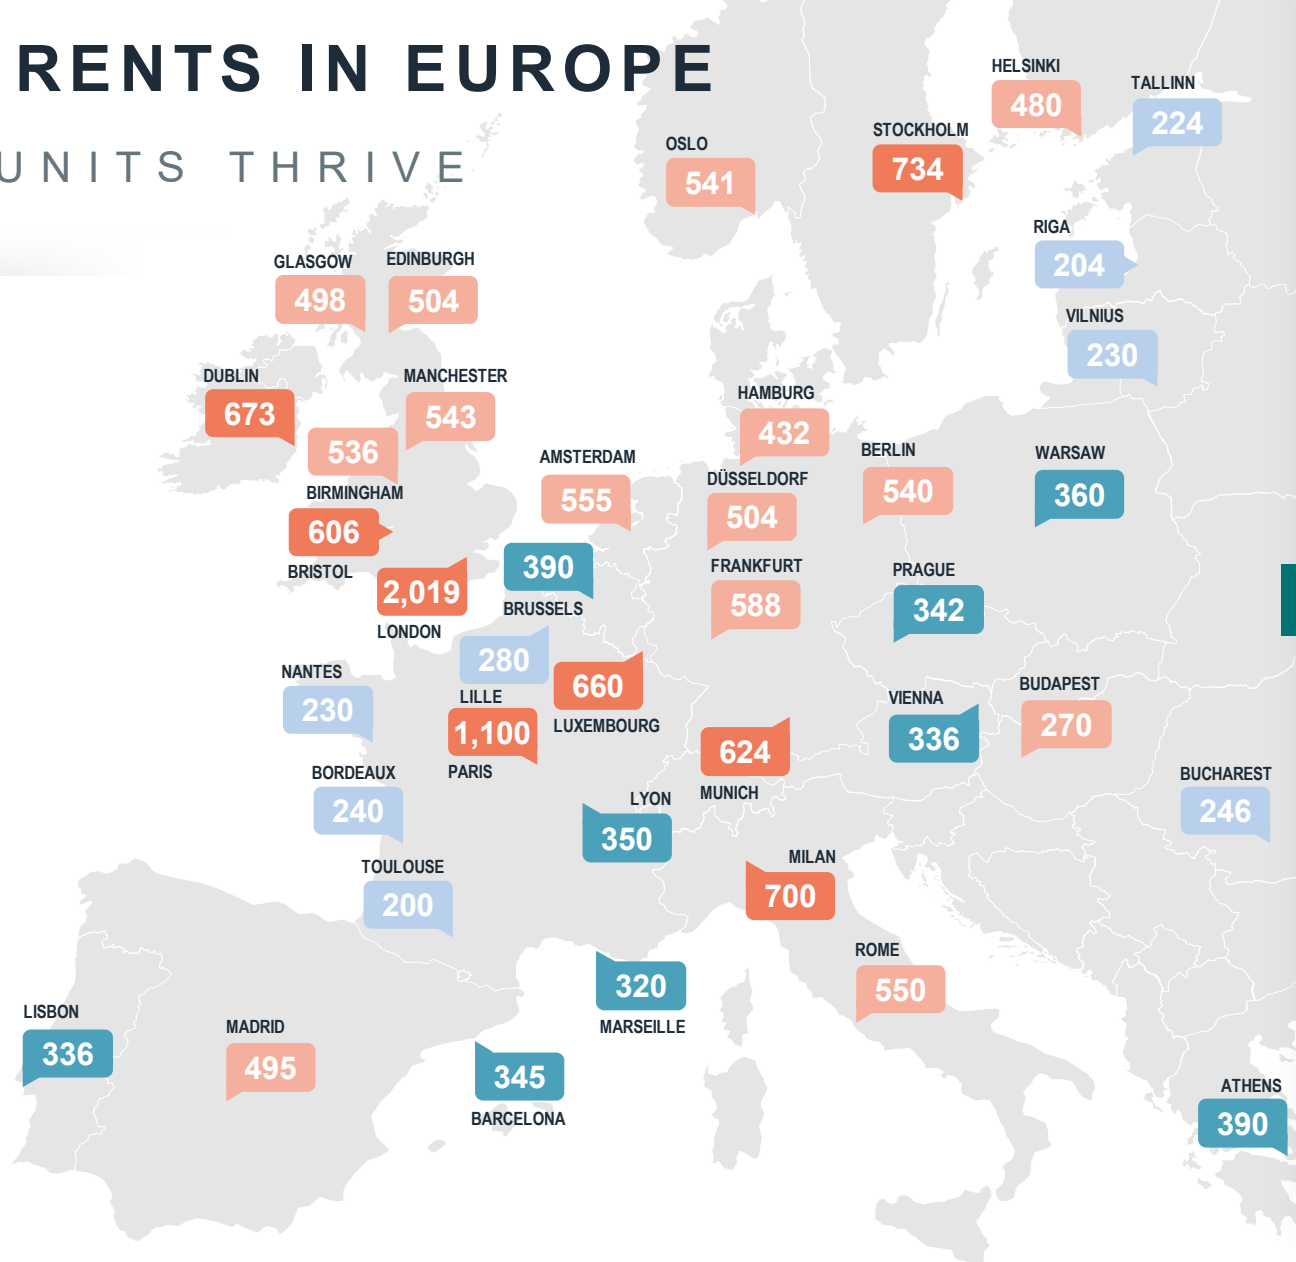 RENTS IN EUROPE
UNITS THRIVE
HELSINKI
480
TALLINN
224
STOCKHOLM
734
OSLO
541
RIGA
204
VILNIUS
230
GLASGOW
498
EDINBURGH
504
DUBLIN
673
MANCHESTER
543
536
BIRMINGHAM
606
BRISTOL
2,019
LONDON
HAMBURG
432
AMSTERDAM
555
BERLIN
540
WARSAW
360
DÜSSELDORF
504
390
BRUSSELS
FRANKFURT
588
PRAGUE
342
280
LILLE
660
LUXEMBOURG
NANTES
230
1,100
PARIS
624
MUNICH
VIENNA
336
BUDAPEST
270
BORDEAUX
240
LYON
350
BUCHAREST
246
TOULOUSE
200
MILAN
700
320
MARSEILLE
ROME
550
LISBON
336
MADRID
495
345
BARCELONA
ATHENS
390